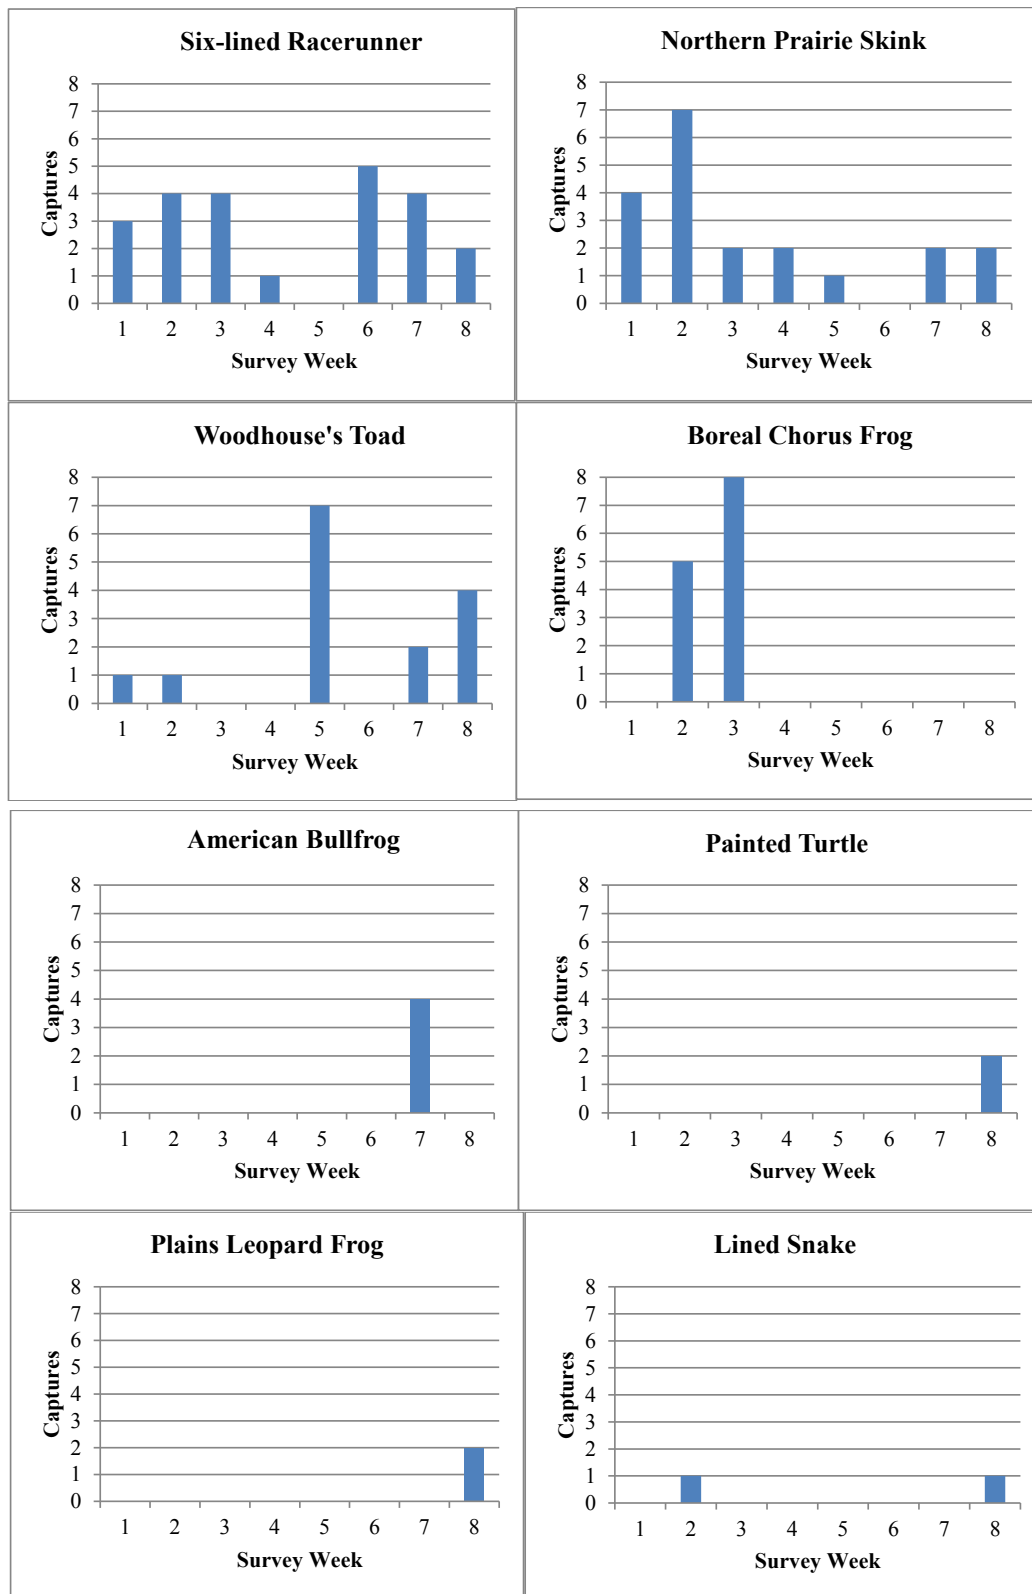 Six-lined Racerunner
8
7
6
5
4
3
2
1
0
Captures
1 2 3 4 5 6 7 8
Survey Week
Northern Prairie Skink
8
7
6
5
4
3
2
1
0
Captures
1 2 3 4 5 6 7 8
Survey Week
Woodhouse's Toad
8
7
6
5
4
3
2
1
0
Captures
1 2 3 4 5 6 7 8
Survey Week
Boreal Chorus Frog
8
7
6
5
4
3
2
1
0
Captures
1 2 3 4 5 6 7 8
Survey Week
American Bullfrog
8
7
6
5
4
3
2
1
0
Captures
1 2 3 4 5 6 7 8
Survey Week
Painted Turtle
8
7
6
5
4
3
2
1
0
Captures
1 2 3 4 5 6 7 8
Survey Week
Plains Leopard Frog
8
7
6
5
4
3
2
1
0
Captures
1 2 3 4 5 6 7 8
Survey Week
Lined Snake
8
7
6
5
4
3
2
1
0
Captures
1 2 3 4 5 6 7 8
Survey Week